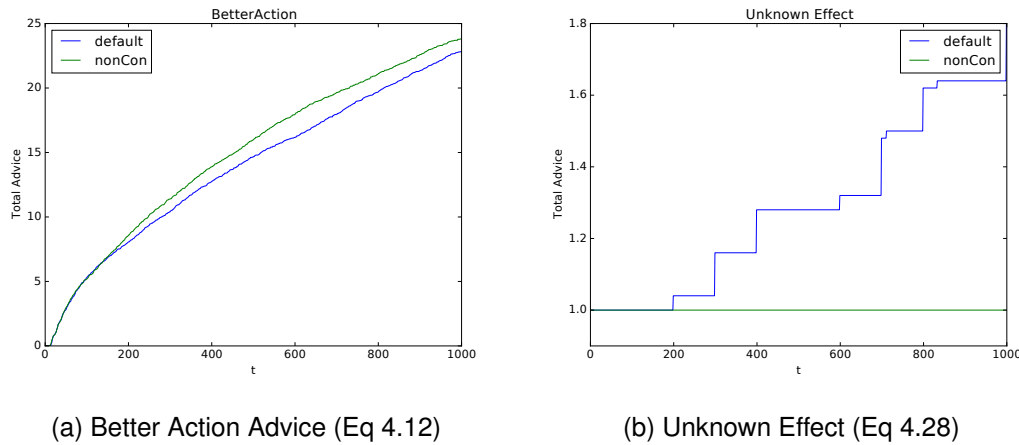 BetterAction
25
20
15
10
5
0
Total Advice
default
nonCon
0 200 400 600 800 1000
t
(a) Better Action Advice (Eq 4.12)
Unknown Effect
1.8
1.6
1.4
1.2
1.0
Total Advice
default
nonCon
0 200 400 600 800 1000
t
(b) Unknown Effect (Eq 4.28)